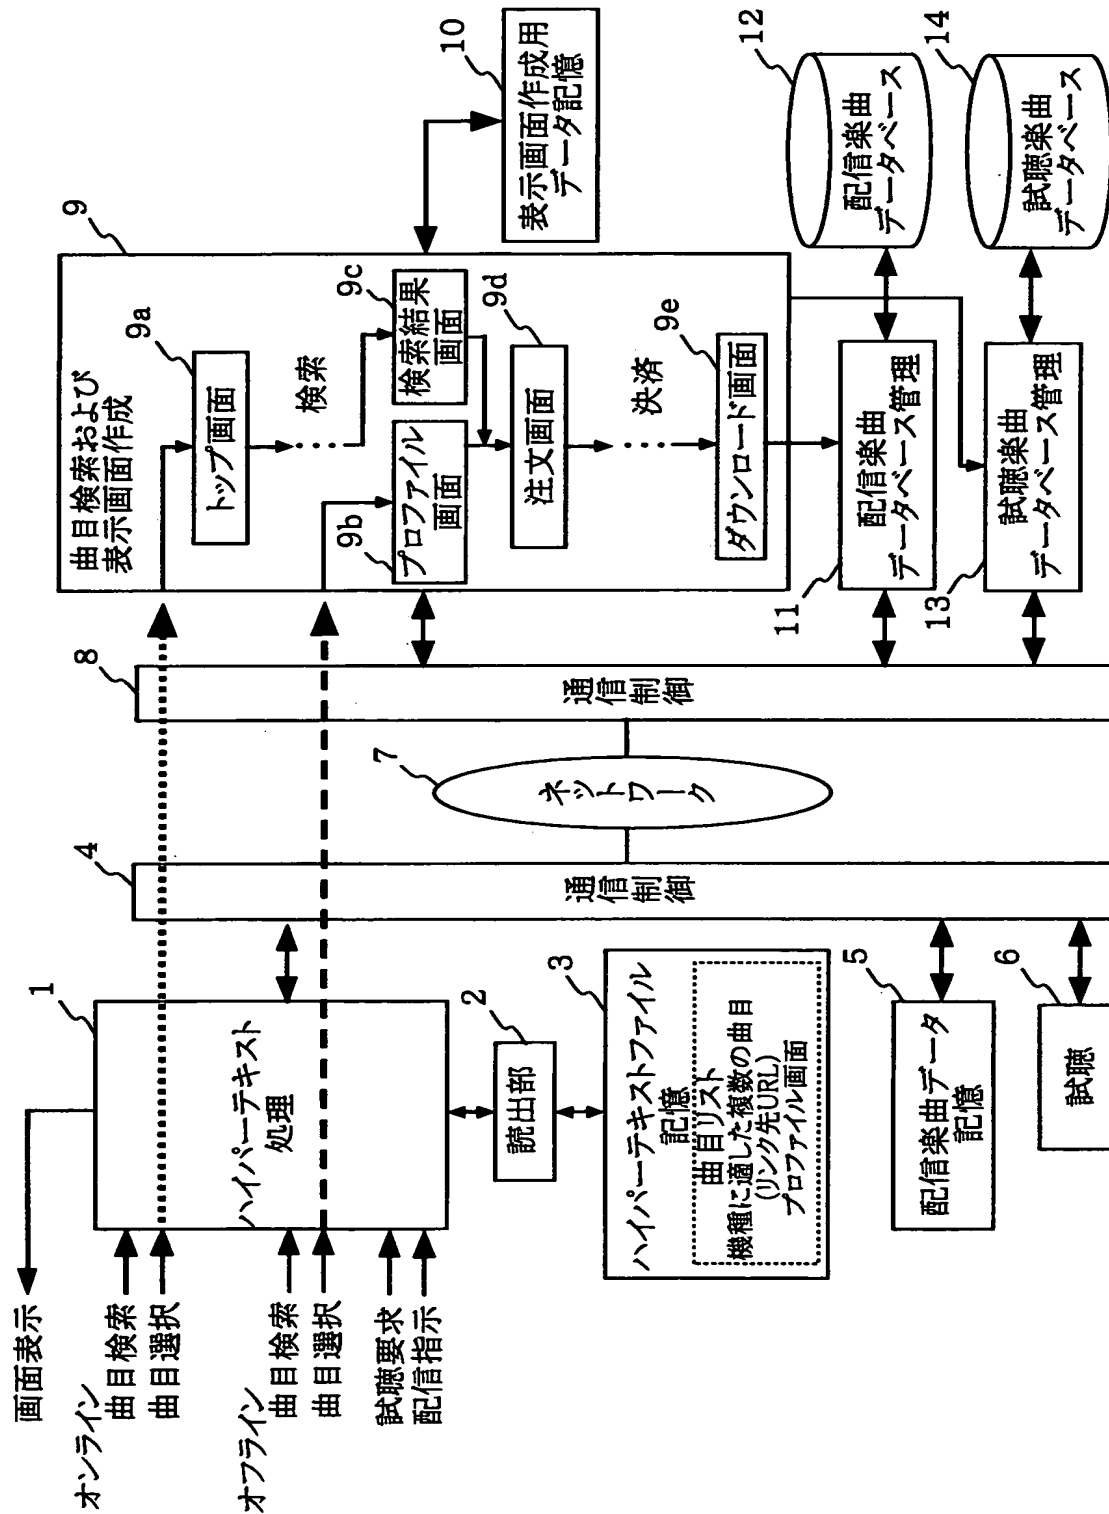 画面表示
オンライン
曲目検索
曲目選択
オフライン
曲目検索
曲目選択
試聴要求
配信指示
1
ハイパーテキスト
処理
2
読出部
3
ハイパーテキストファイル
記憶
曲目リスト
機種に適した複数の曲目
(リンク先URL)
プロファイル画面
5
配信楽曲データ
記憶
6
試聴
4
通信制御
7
ネットワーク
8
通信制御
9
曲目検索および
表示画面作成
9a
トップ画面
検索
9b
プロファイル
画面
9c
検索結果
画面
9d
注文画面
決済
9e
ダウンロード画面
10
表示画面作成用
データ記憶
11
配信楽曲
データベース管理
12
配信楽曲
データベース
13
試聴楽曲
データベース管理
14
試聴楽曲
データベース